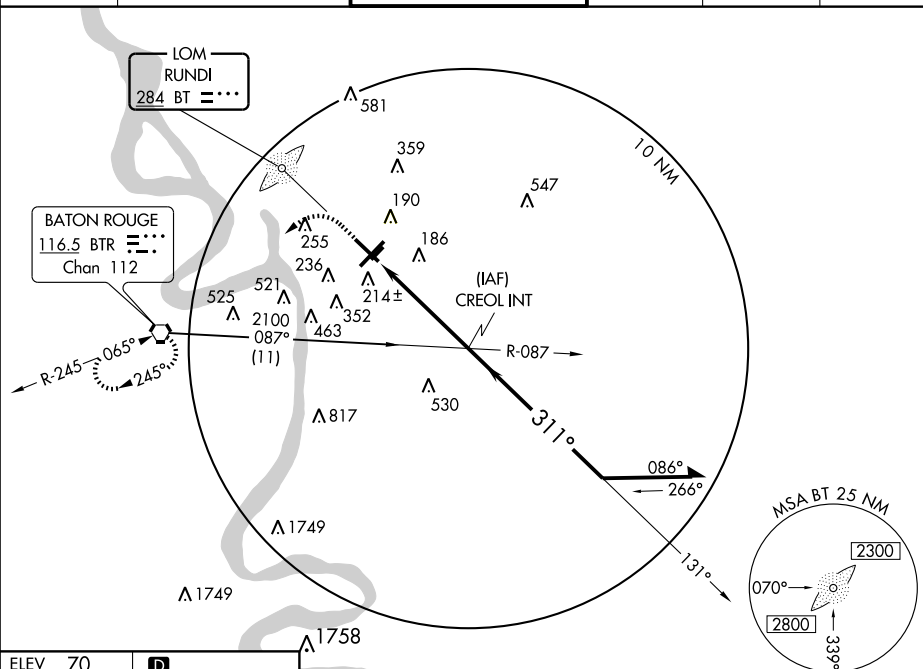 LOM
RUNDI
284 BT
581
359
10 NM
547
190
BATON ROUGE
116.5 BTR
Chan 112
255
186
236
(IAF)
CREOL INT
521
214±
525
2100
352
463
087°
(11)
R-087
R-245
065°
245°
530
817
311°
086°
266°
MSA BT 25 NM
1749
2300
131°
070°
1749
2800
339°
1758
ELEV 70
D